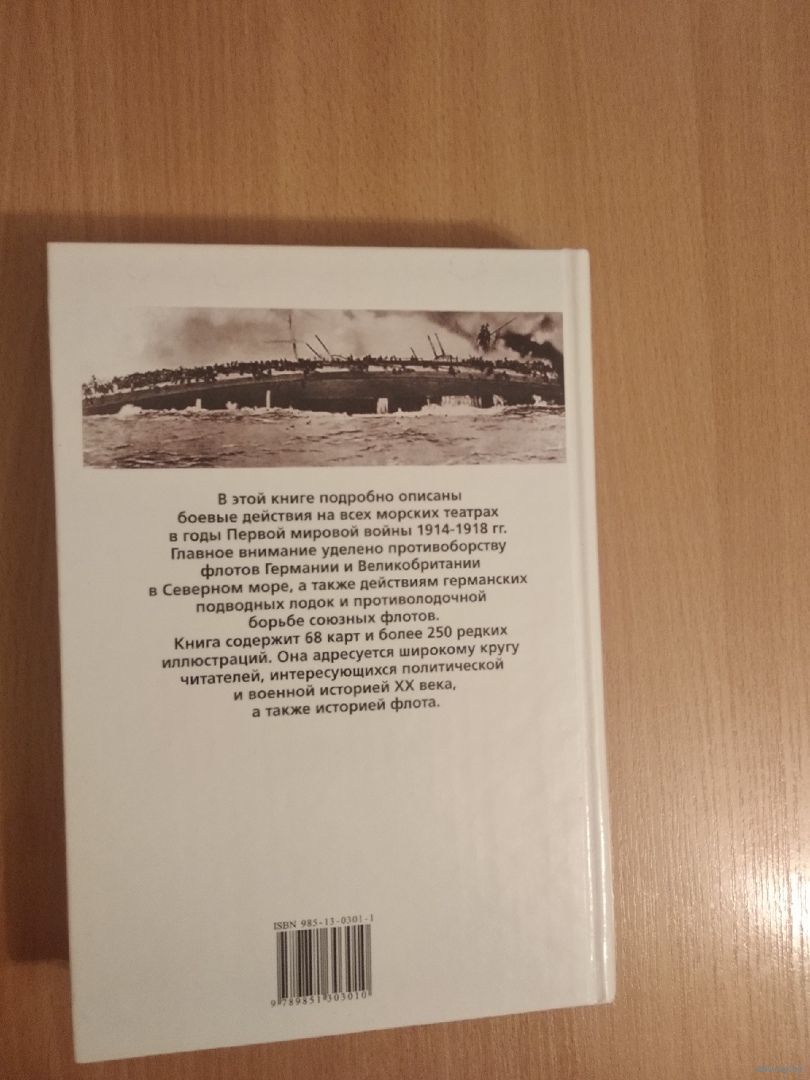 В этой книге подробно описаны
боевые действия на всех морских театрах
в годы Первой мировой войны 1914-1918 гг.
Главное внимание уделено противоборству
флотов Германии и Великобритании
в Северном море, а также действиям германских
подводных лодок и противолодочной
борьбе союзных флотов.
Книга содержит 68 карт и более 250 редких
иллюстраций. Она адресуется широкому кругу
читателей, интересующихся политической
и военной историей XX века,
а также историей флота.
ISBN 985-13-0301-1
9 789851 303010